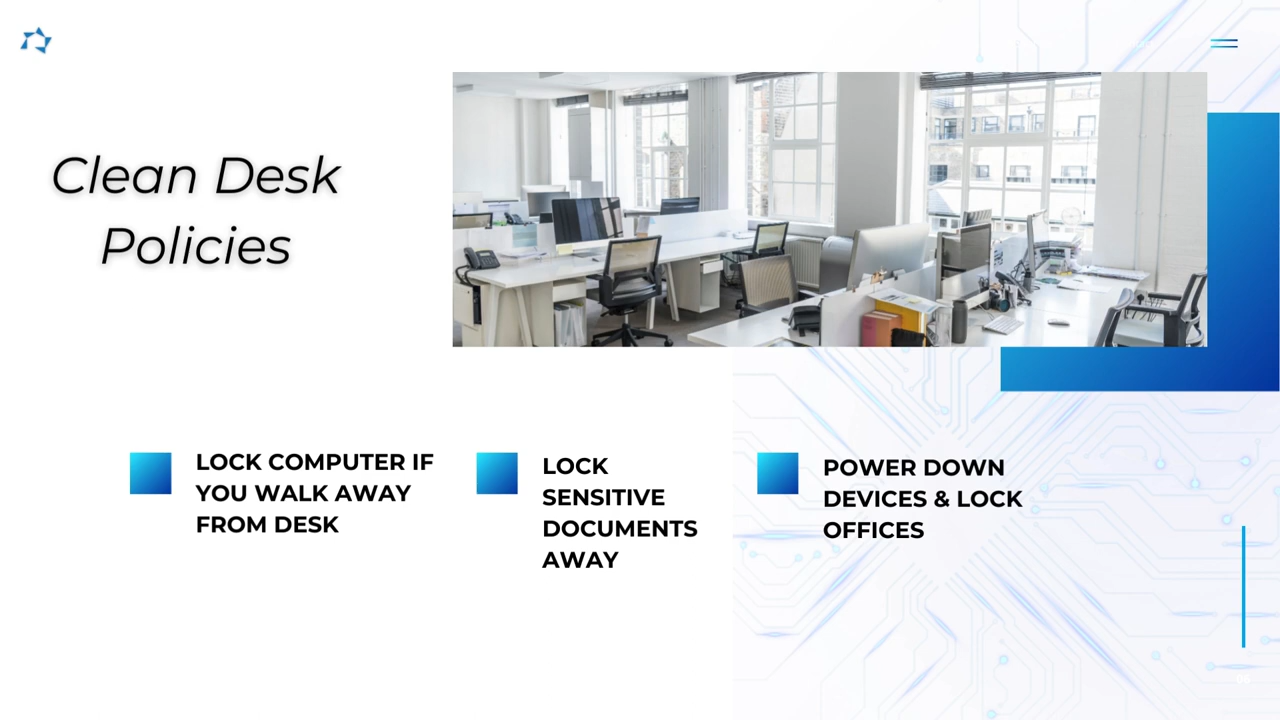 Clean Desk
Policies
LOCK COMPUTER IF
YOU WALK AWAY
FROM DESK
LOCK
SENSITIVE
DOCUMENTS
AWAY
POWER DOWN
DEVICES & LOCK
OFFICES